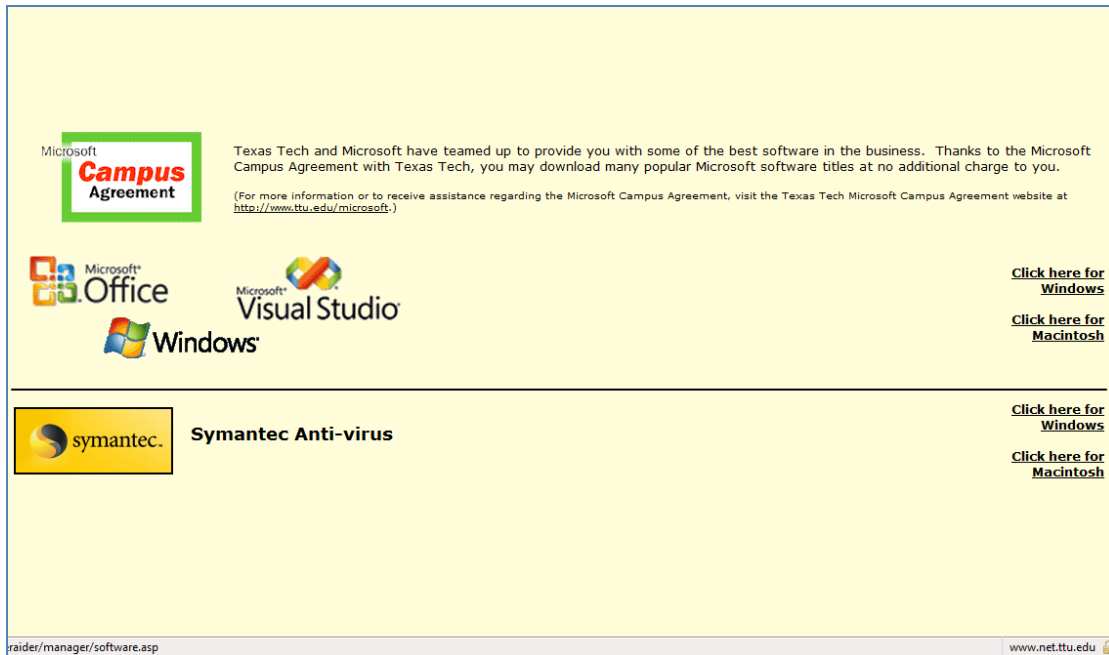 Microsoft
Campus
Agreement
Texas Tech and Microsoft have teamed up to provide you with some of the best software in the business.  Thanks to the Microsoft
Campus Agreement with Texas Tech, you may download many popular Microsoft software titles at no additional charge to you.
(For more information or to receive assistance regarding the Microsoft Campus Agreement, visit the Texas Tech Microsoft Campus Agreement website at
http://www.ttu.edu/microsoft.)
Microsoft®
Office
Microsoft®
Visual Studio®
Windows®
Click here for
Windows
Click here for
Macintosh
symantec.
Symantec Anti-virus
Click here for
Windows
Click here for
Macintosh
raider/manager/software.asp
www.net.ttu.edu